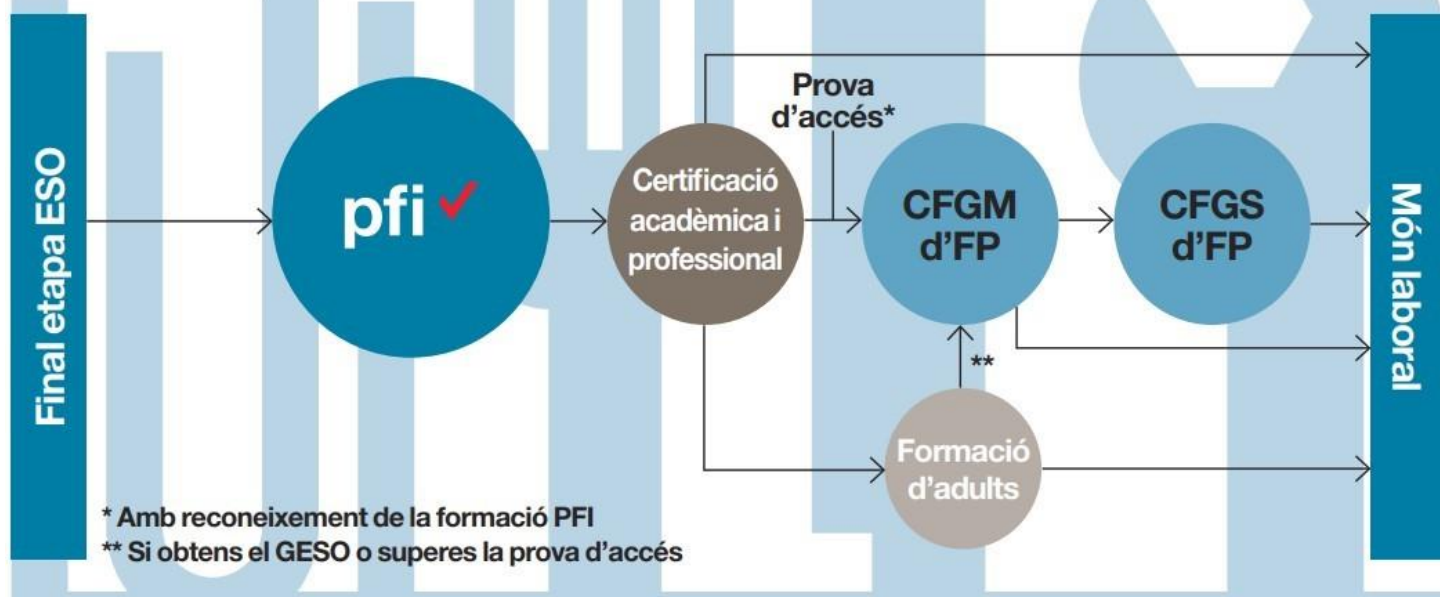 Final etapa ESO
pfi
Certificació
acadèmica i
professional
Prova
d'accés*
CFGM
d'FP
CFGS
d'FP
**
Formació
d'adults
Món laboral
* Amb reconeixement de la formació PFI
** Si obtens el GESO o superes la prova d'accés